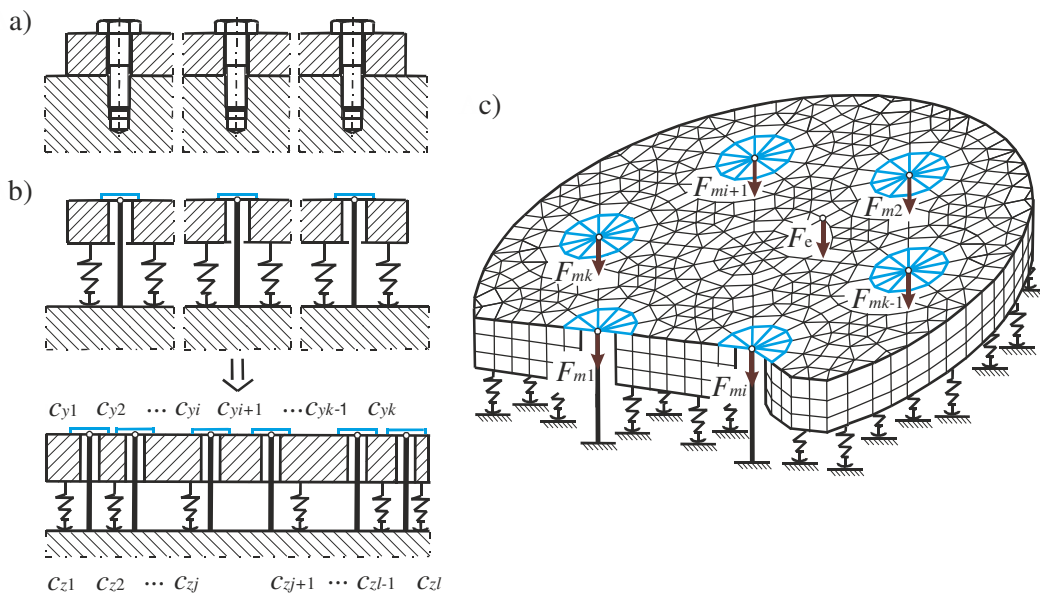 a)
b)
cy1 cy2 ··· cyi cyi+1 ···cyk-1 cyk
cz1 cz2 ··· czj czj+1 ··· czl-1 czl
c)
Fmi+1
Fm2
Fe
Fmk
Fmk-1
Fm1
Fmi